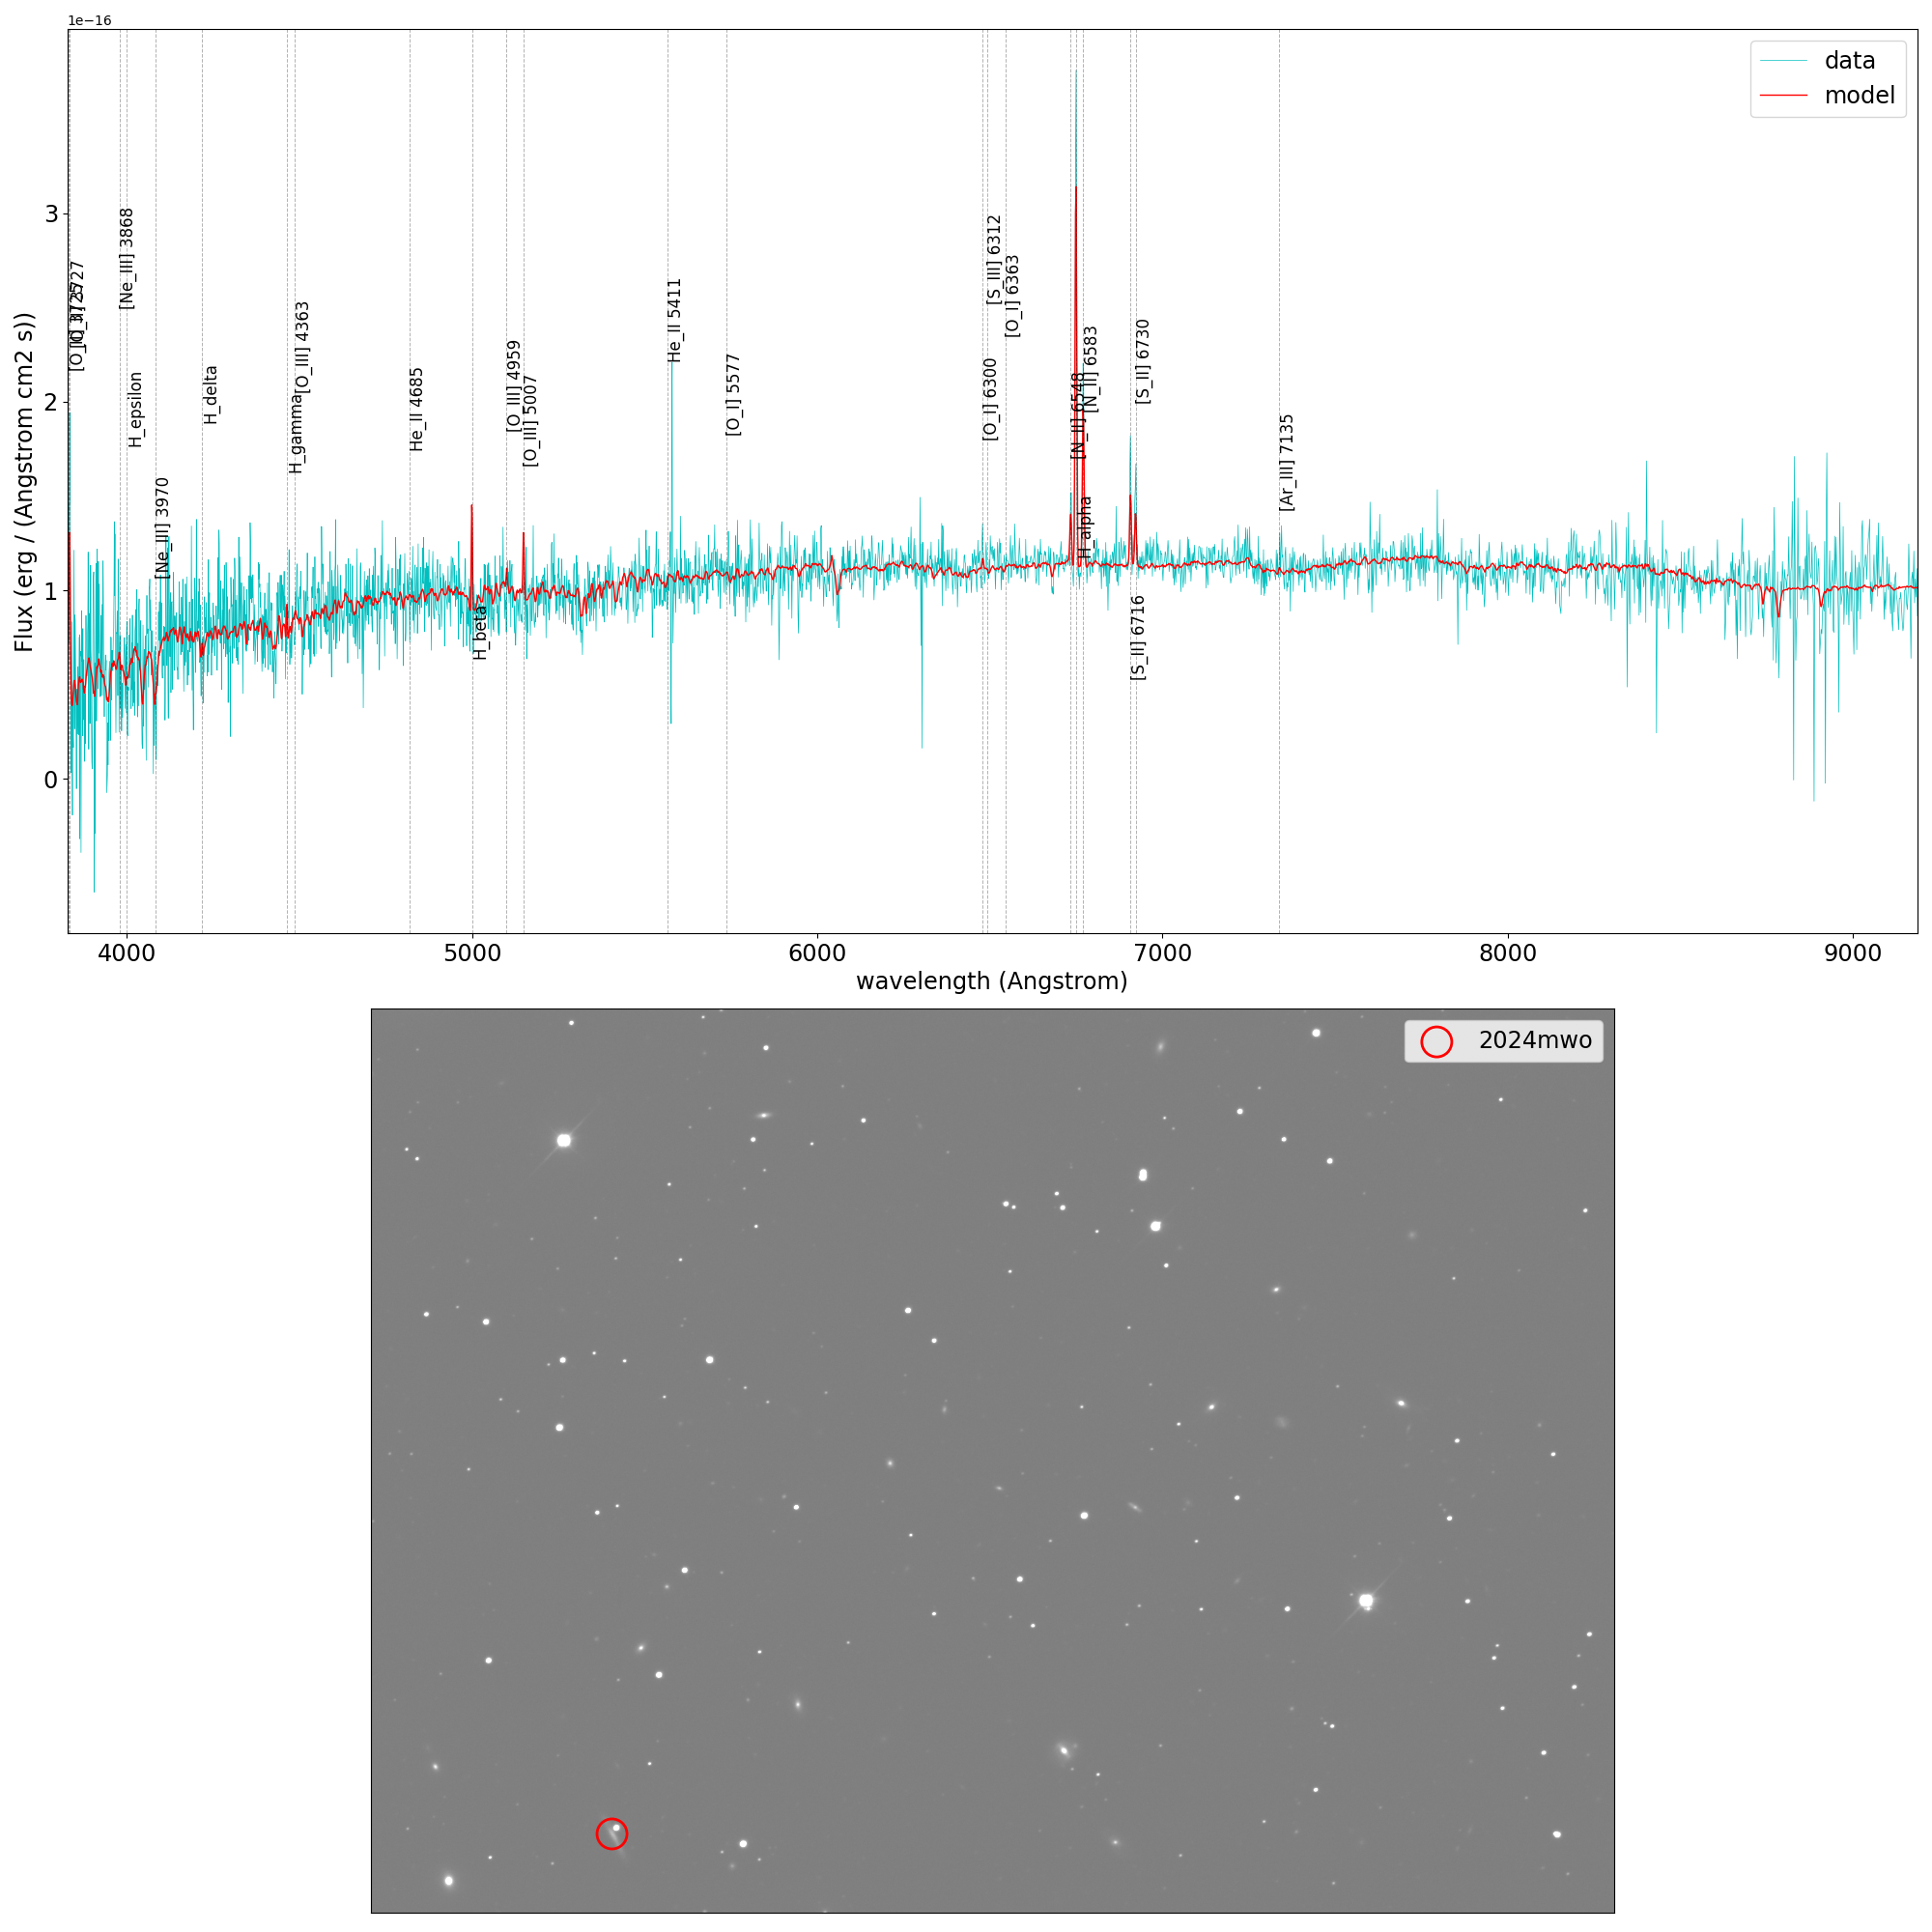 1e−16
Flux (erg / (Angstrom cm2 s))
3
2
1
0
data
model
[O_II] 3727
[Ne_III] 3868
H_epsilon
[Ne_III] 3970
H_delta
H_gamma
[O_III] 4363
He_II 4685
H_beta
[O_III] 4959
[O_III] 5007
He_II 5411
[O_I] 5577
[O_I] 6300
[S_III] 6312
[O_I] 6363
[N_II] 6548
H_alpha
[N_II] 6583
[S_II] 6716
[S_II] 6730
[Ar_III] 7135
4000 5000 6000 7000 8000 9000
wavelength (Angstrom)
2024mwo